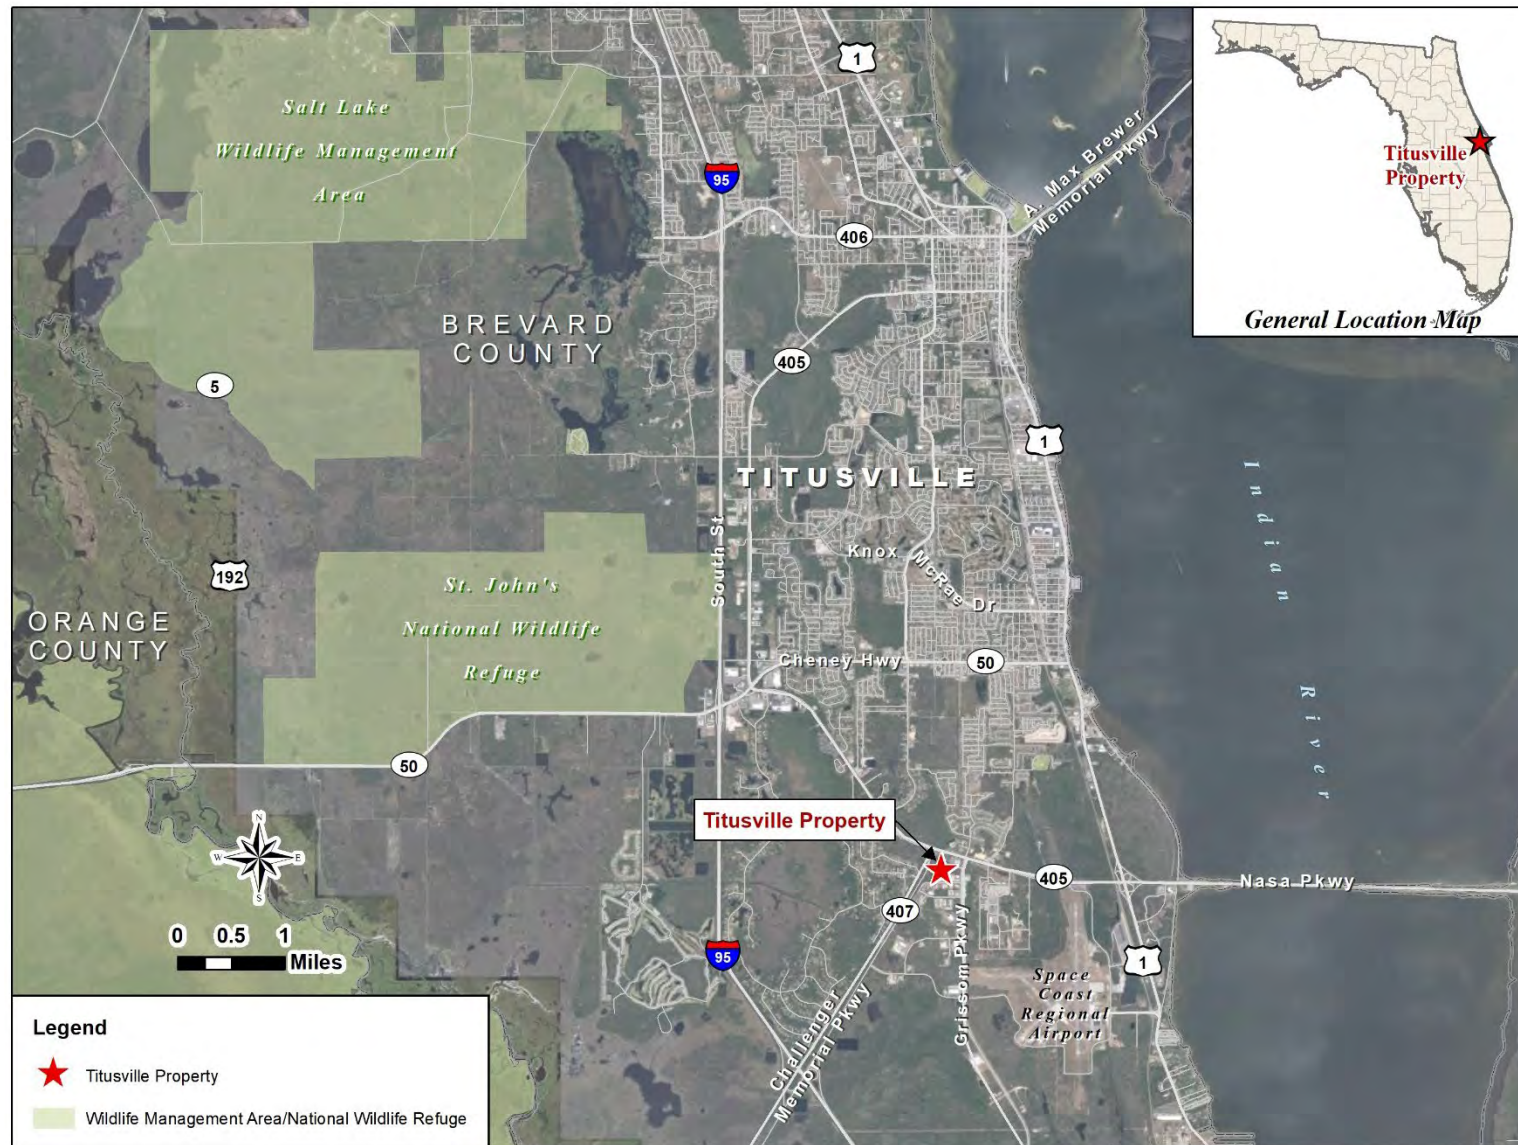 1
Salt Lake
Wildlife Management
Area
95
A. Max Brewer
Memorial Pkwy
Titusville
Property
General Location Map
406
BREVARD
COUNTY
405
5
1
TITUSVILLE
Indian River
South St
Knox
McRae Dr
192
St. John's
National Wildlife
Refuge
ORANGE
COUNTY
Cheney Hwy
50
50
Titusville Property
N
W
E
S
405
Nasa Pkwy
407
Grissom Pkwy
0 0.5 1
Miles
95
1
Space
Coast
Regional
Airport
Challenger
Memorial Pkwy
Legend
Titusville Property
Wildlife Management Area/National Wildlife Refuge